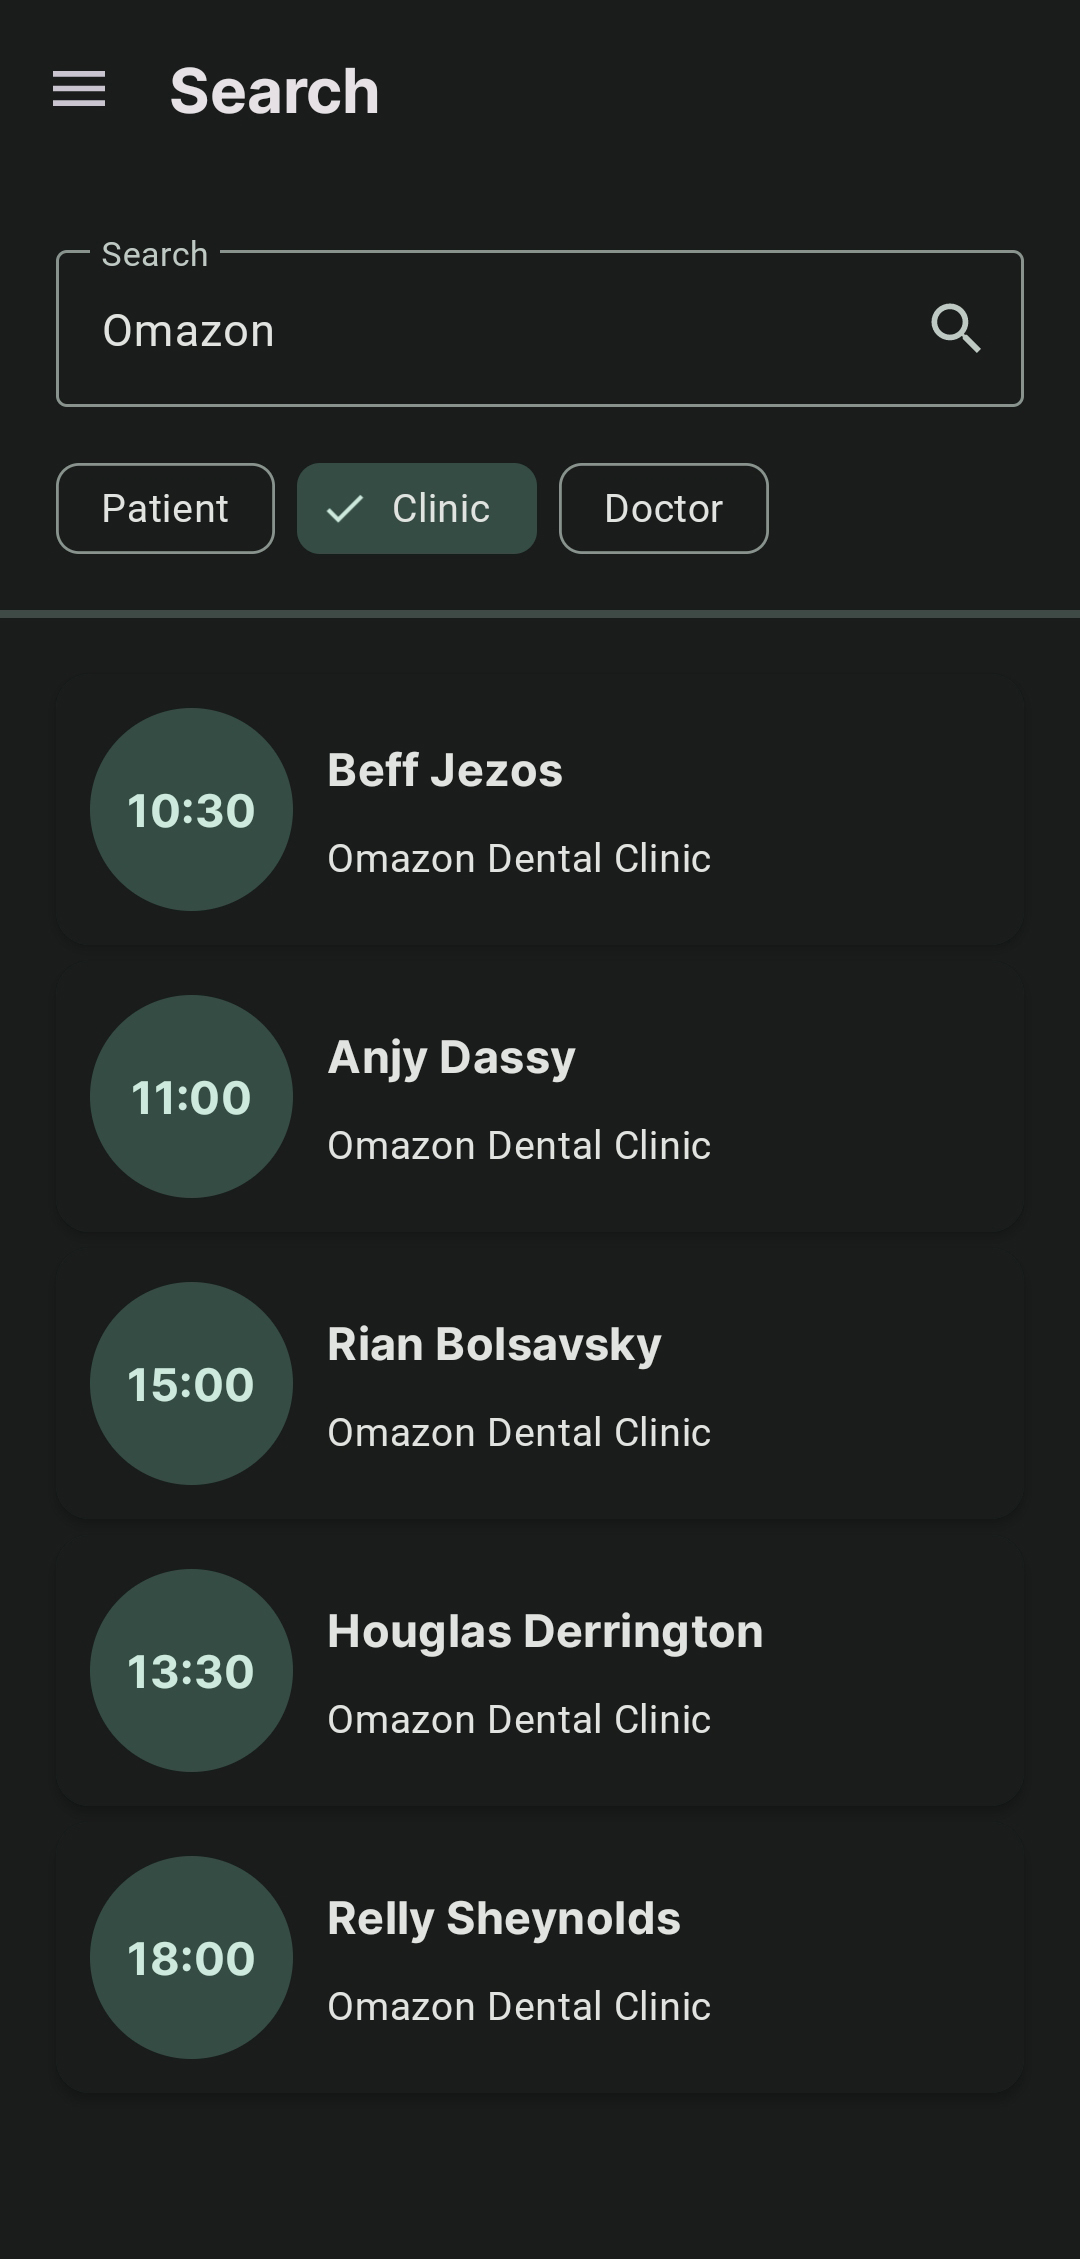 Search
Search
Omazon
Patient
Clinic
Doctor
10:30
Beff Jezos
Omazon Dental Clinic
11:00
Anjy Dassy
Omazon Dental Clinic
15:00
Rian Bolsavsky
Omazon Dental Clinic
13:30
Houglas Derrington
Omazon Dental Clinic
18:00
Relly Sheynolds
Omazon Dental Clinic